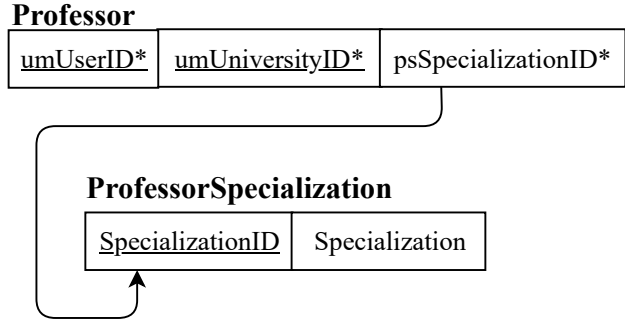 Professor
umUserID* umUniversityID* psSpecializationID*
ProfessorSpecialization
SpecializationID Specialization